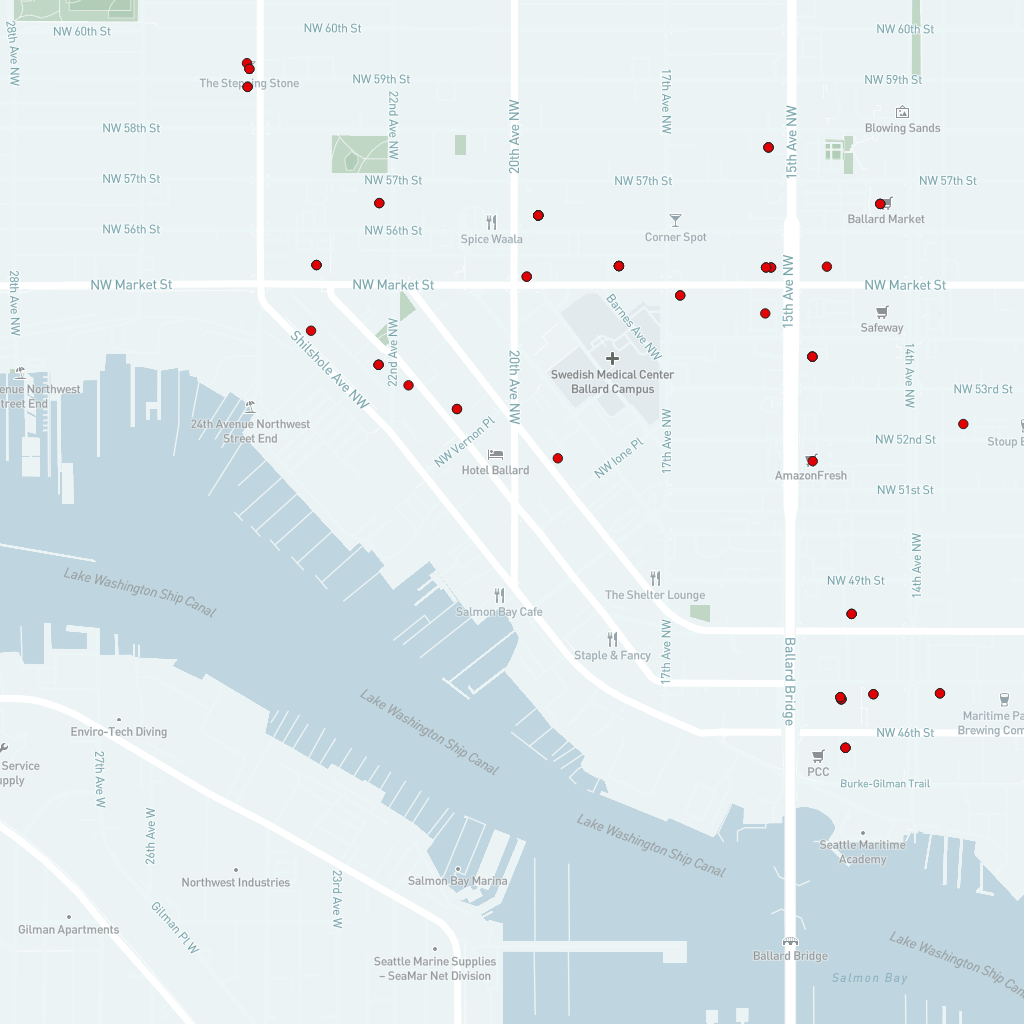 NW 60th St
NW 60th St
NW 60th St
28th Ave NW
The Stepping Stone
NW 59th St
NW 59th St
17th Ave NW
22nd Ave NW
20th Ave NW
15th Ave NW
Blowing Sands
NW 58th St
NW 57th St
NW 57th St
NW 57th St
NW 57th St
Ballard Market
NW 56th St
NW 56th St
Spice Waala
Corner Spot
28th Ave NW
NW Market St
NW Market St
NW Market St
15th Ave NW
Barnes Ave NW
Safeway
Shilshole Ave NW
22nd Ave NW
20th Ave NW
Swedish Medical Center
Ballard Campus
14th Ave NW
NW 53rd St
enue Northwest
treet End
24th Avenue Northwest
Street End
NW Vernon Pl
NW Ione Pl
17th Ave NW
NW 52nd St
Stoup B
Hotel Ballard
AmazonFresh
NW 51st St
14th Ave NW
Lake Washington Ship Canal
NW 49th St
The Shelter Lounge
Salmon Bay Cafe
Staple & Fancy
17th Ave NW
Ballard Bridge
Lake Washington Ship Canal
Maritime Pa
Brewing Com
NW 46th St
Enviro-Tech Diving
27th Ave W
Service
pply
PCC
Burke-Gilman Trail
26th Ave W
Lake Washington Ship Canal
Seattle Maritime
Academy
Northwest Industries
23rd Ave W
Salmon Bay Marina
Gilman Pl W
Gilman Apartments
Seattle Marine Supplies
– SeaMar Net Division
Ballard Bridge
Lake Washington Ship Cana
Salmon Bay